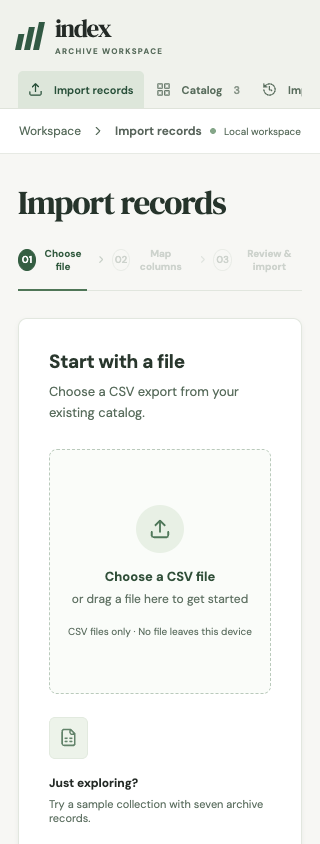 index
ARCHIVE WORKSPACE
Import records Catalog 3
Workspace > Import records Local workspace
Import records
01 Choose file > 02 Map columns > 03 Review & import
Start with a file
Choose a CSV export from your
existing catalog.
Choose a CSV file
or drag a file here to get started
CSV files only · No file leaves this device
Just exploring?
Try a sample collection with seven archive
records.